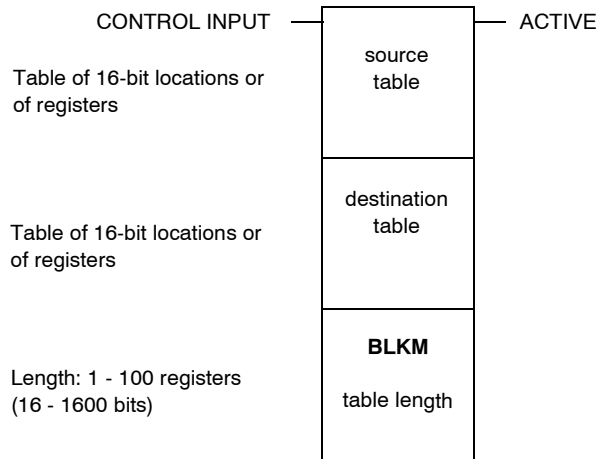 CONTROL INPUT
ACTIVE
source
table
Table of 16-bit locations or
of registers
destination
table
Table of 16-bit locations or
of registers
BLKM
Length: 1 - 100 registers
(16 - 1600 bits)
table length